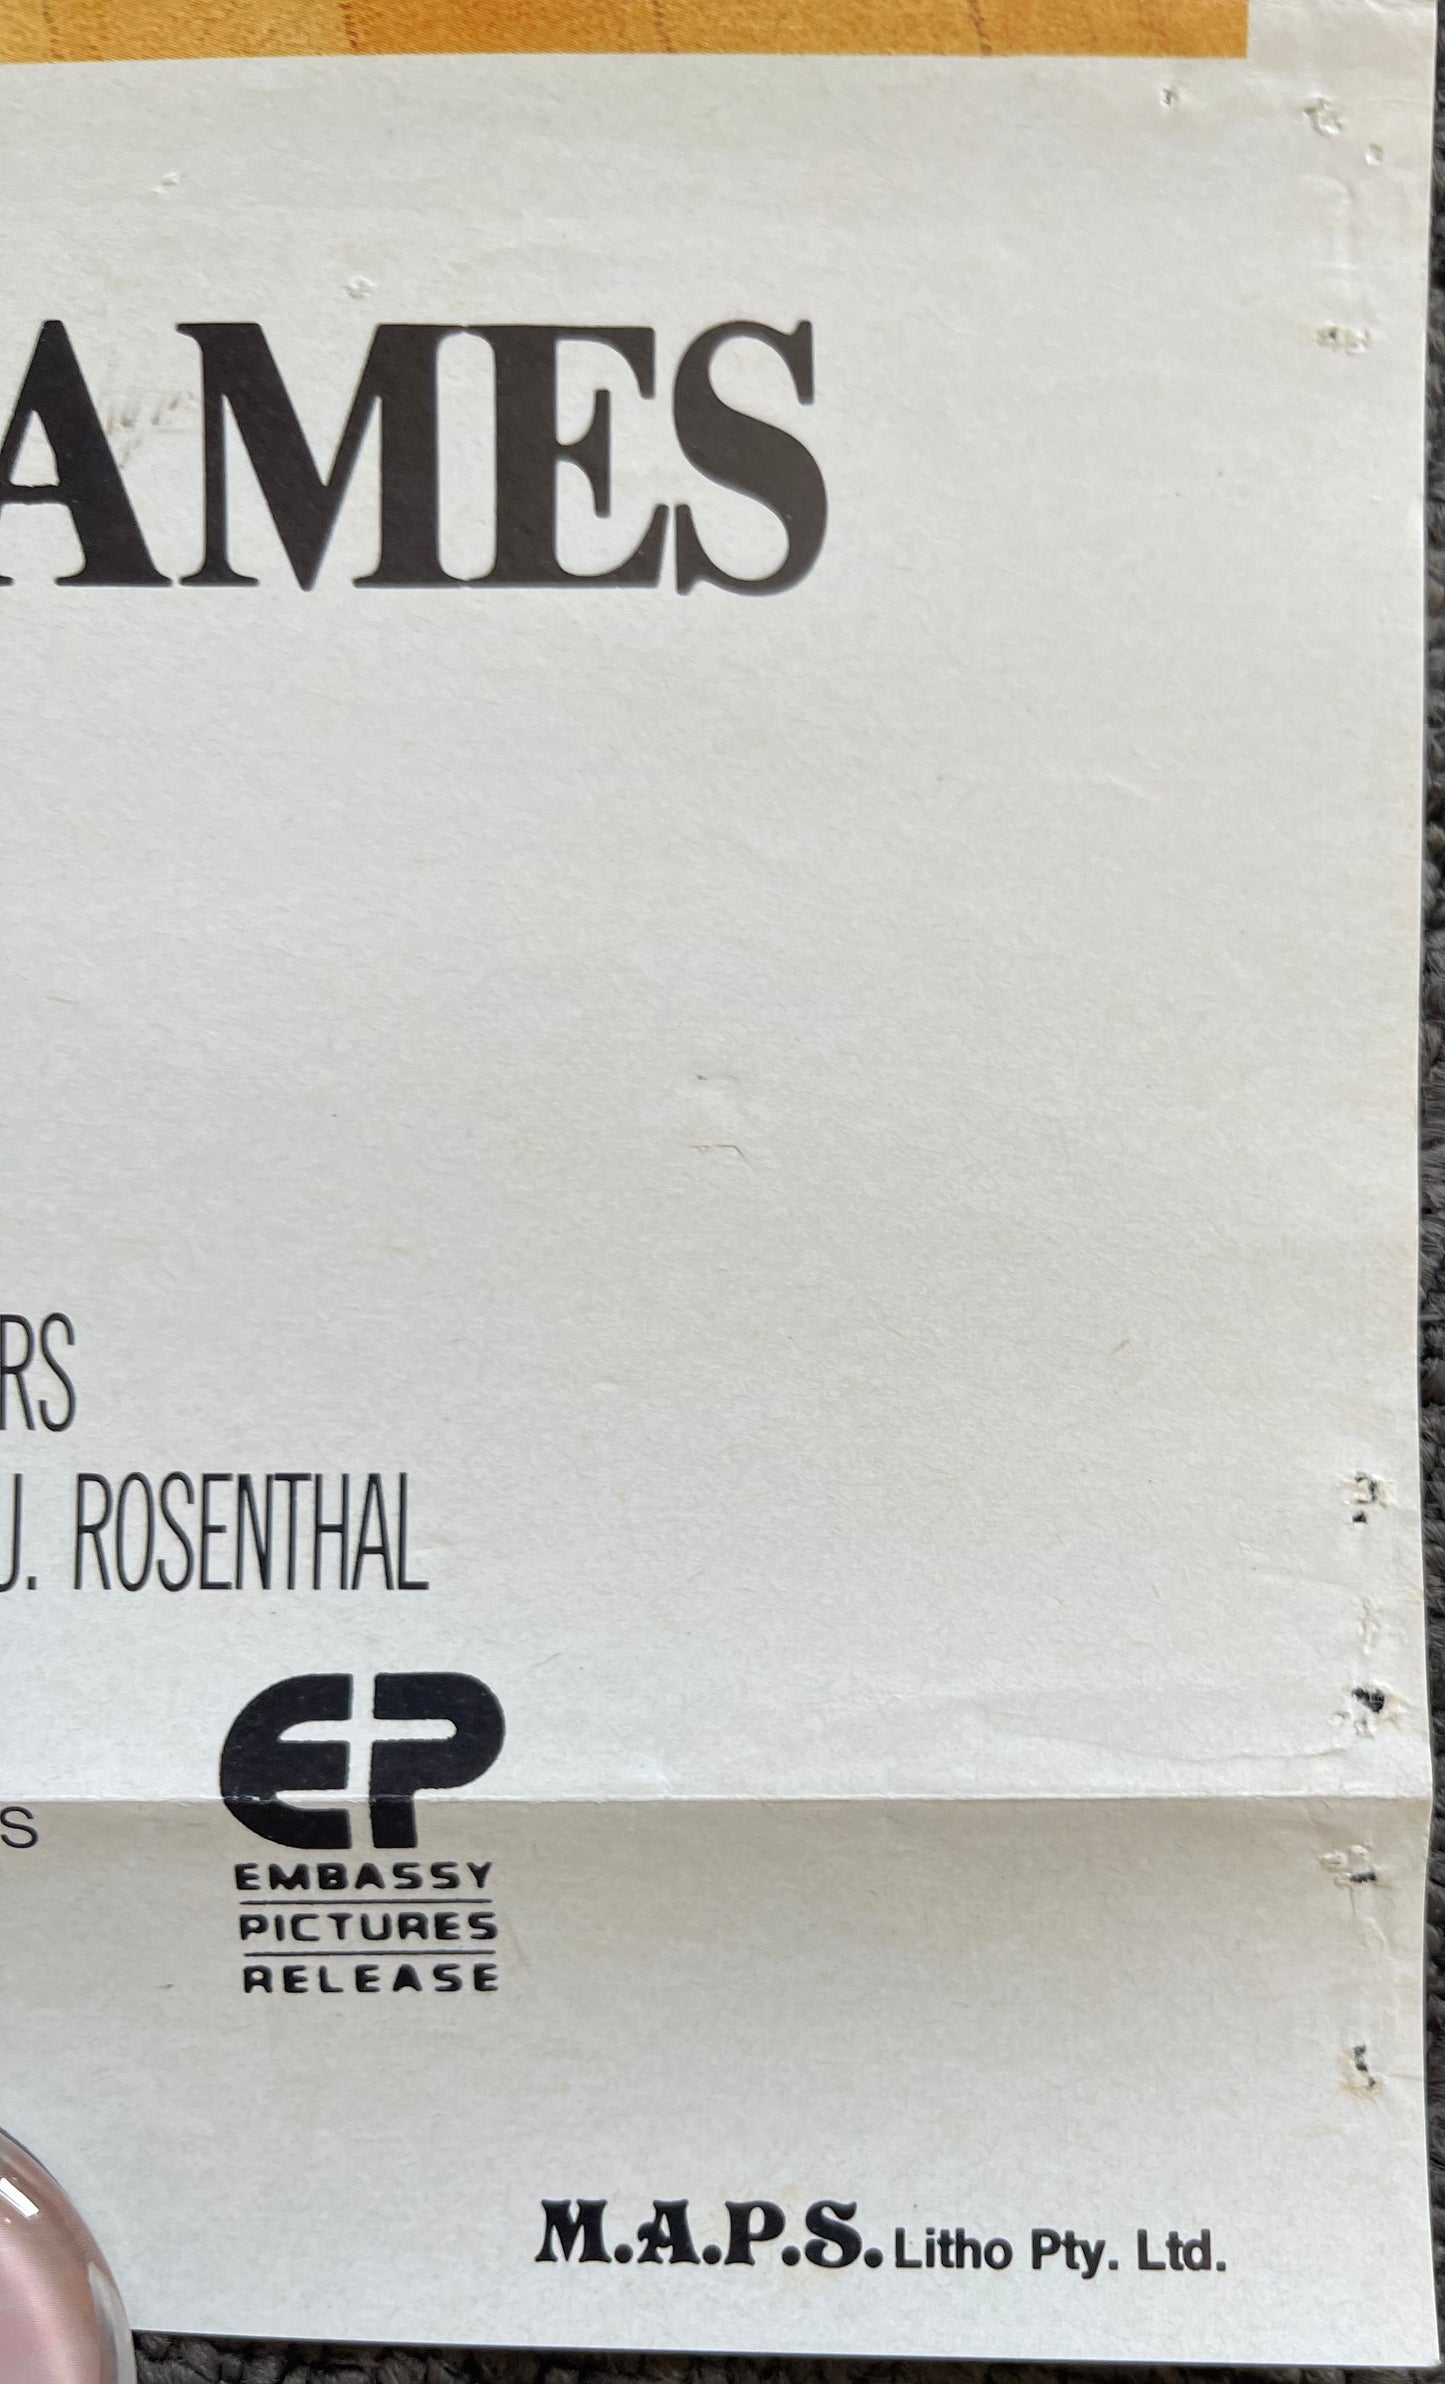 AMES
RS
J. ROSENTHAL
S
EP
EMBASSY
PICTURES
RELEASE
M.A.P.S. Litho Pty. Ltd.